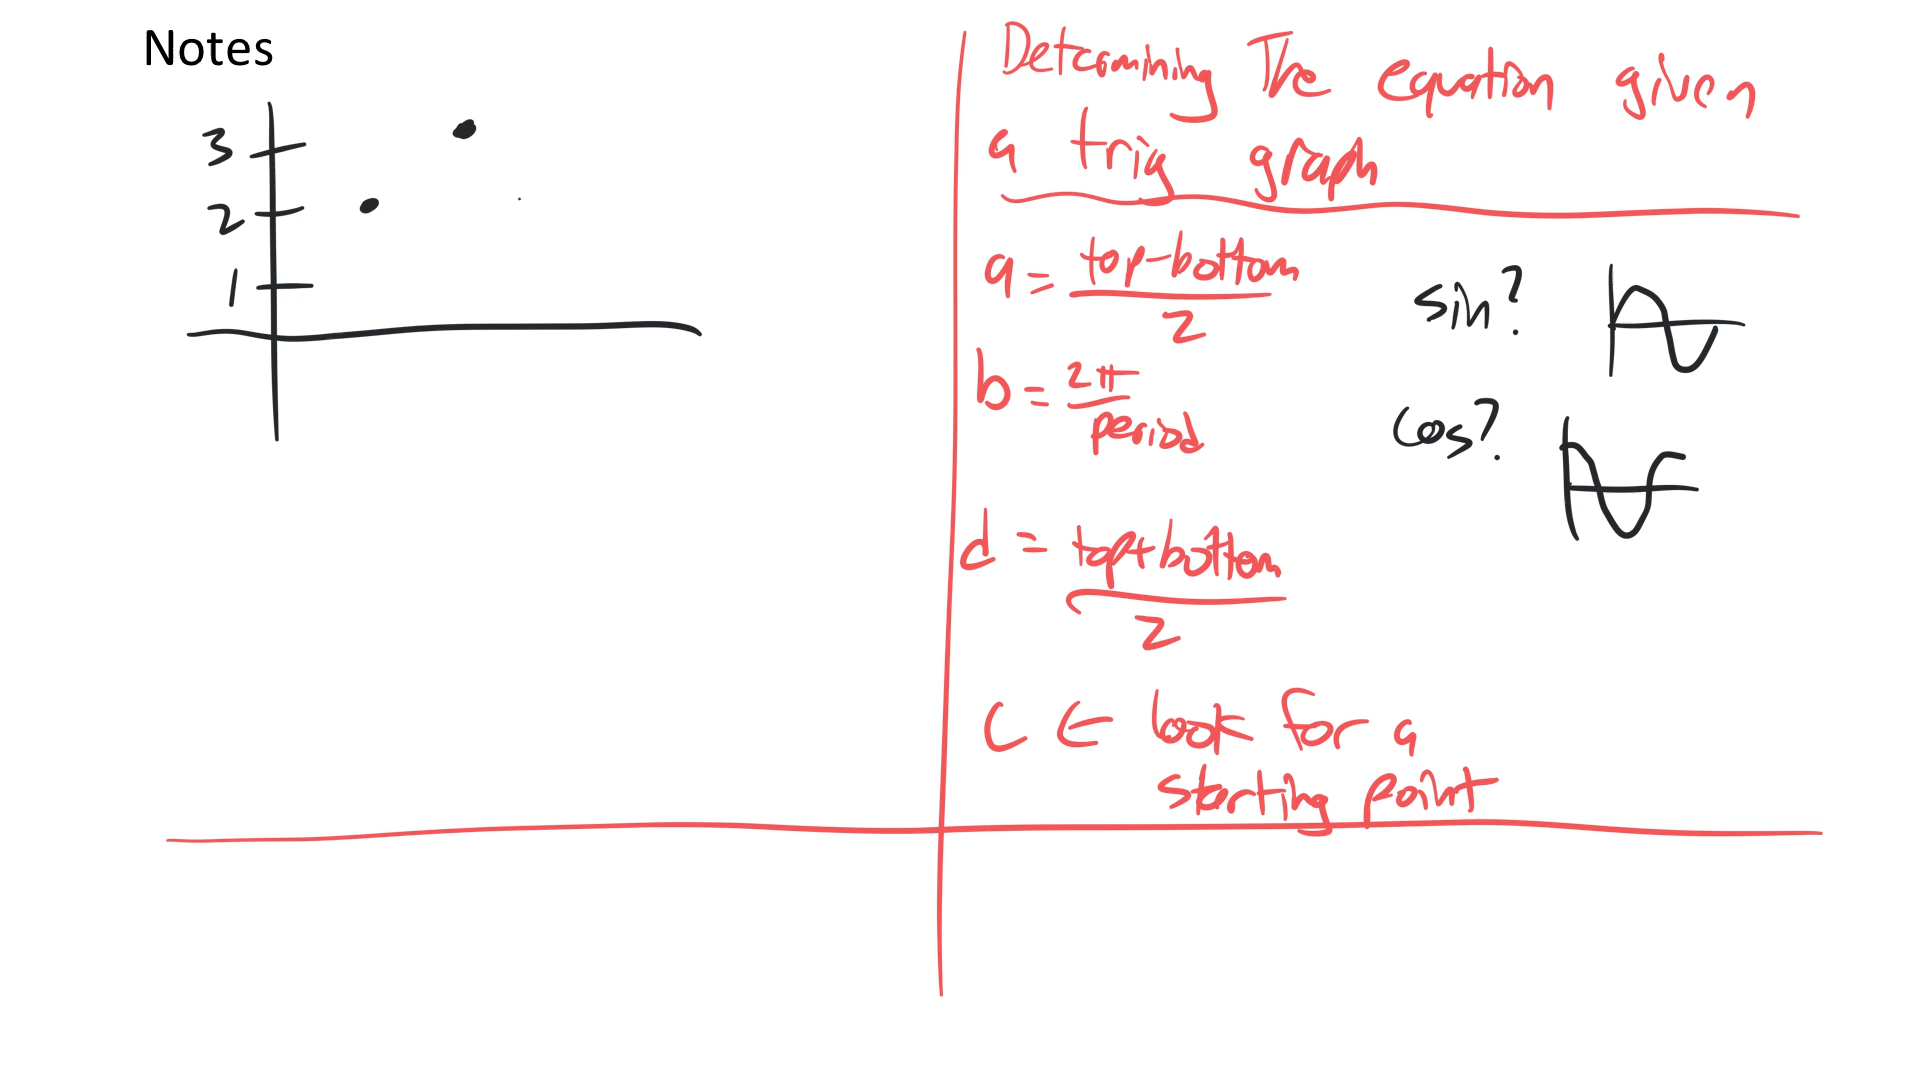 Notes
3
2
1
Determining The equation given
a trig graph
a = top-bottom
2
sin?
b = 2π
period
cos?
d = top+bottom
2
C ← look for a
starting point